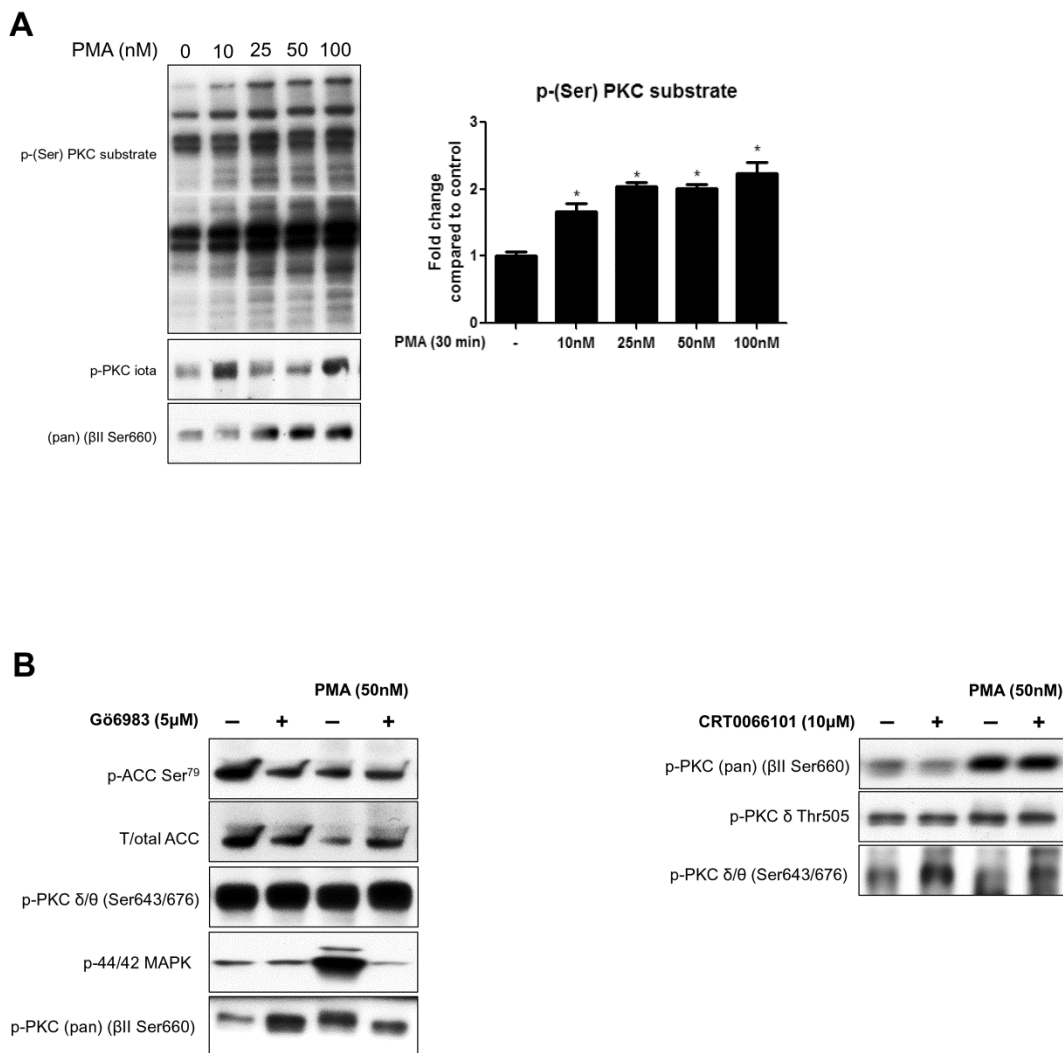 A
PMA (nM) 0 10 25 50 100
p-(Ser) PKC substrate
p-PKC iota
(pan) (βII Ser660)
p-(Ser) PKC substrate
Fold change
compared to control
3
2
1
0
*
*
*
*
PMA (30 min) - 10nM 25nM 50nM 100nM
B
PMA (50nM)
Gö6983 (5µM) – + – +
p-ACC Ser⁷⁹
T/otal ACC
p-PKC δ/θ (Ser643/676)
p-44/42 MAPK
p-PKC (pan) (βII Ser660)
PMA (50nM)
CRT0066101 (10µM) – + – +
p-PKC (pan) (βII Ser660)
p-PKC δ Thr505
p-PKC δ/θ (Ser643/676)